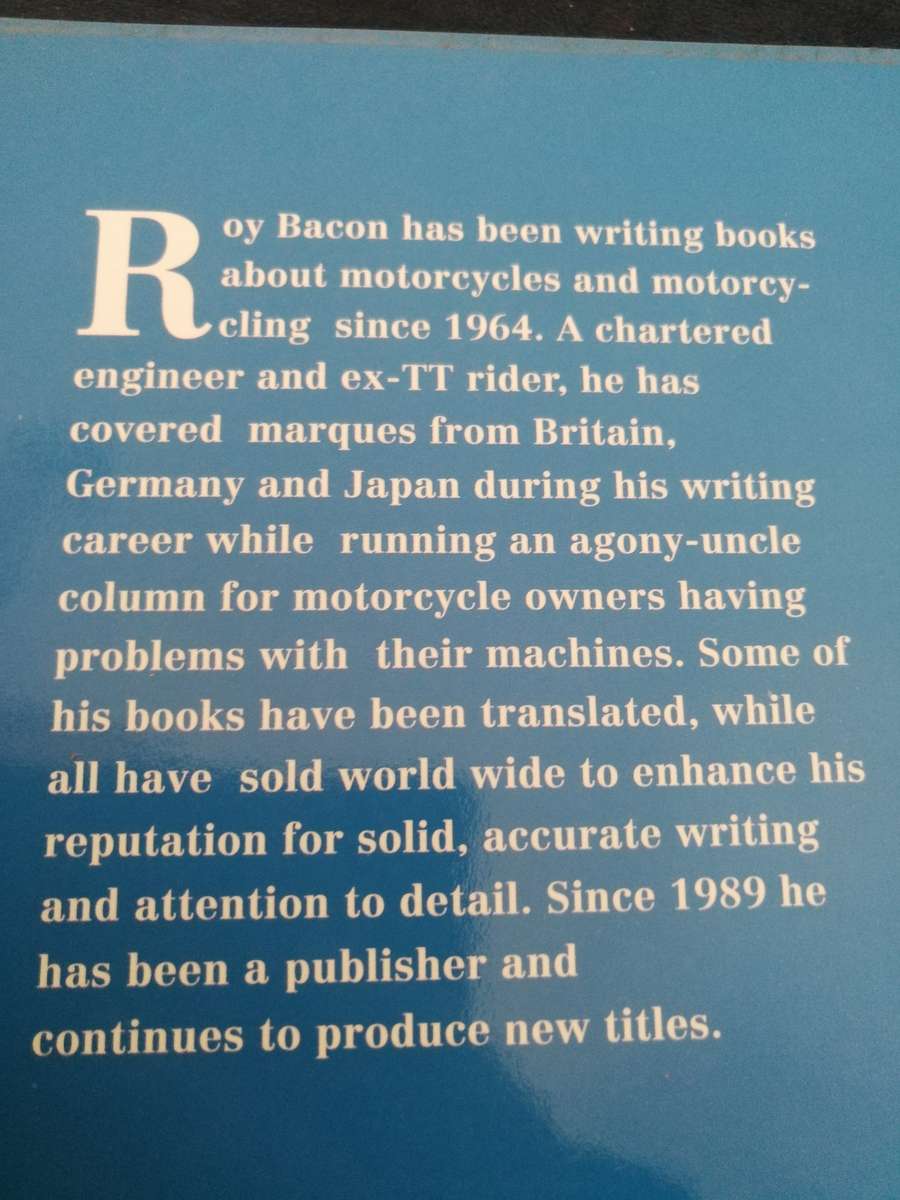 Roy Bacon has been writing books
about motorcycles and motorcy-
cling since 1964. A chartered
engineer and ex-TT rider, he has
covered marques from Britain,
Germany and Japan during his writing
career while running an agony-uncle
column for motorcycle owners having
problems with their machines. Some of
his books have been translated, while
all have sold world wide to enhance his
reputation for solid, accurate writing
and attention to detail. Since 1989 he
has been a publisher and
continues to produce new titles.